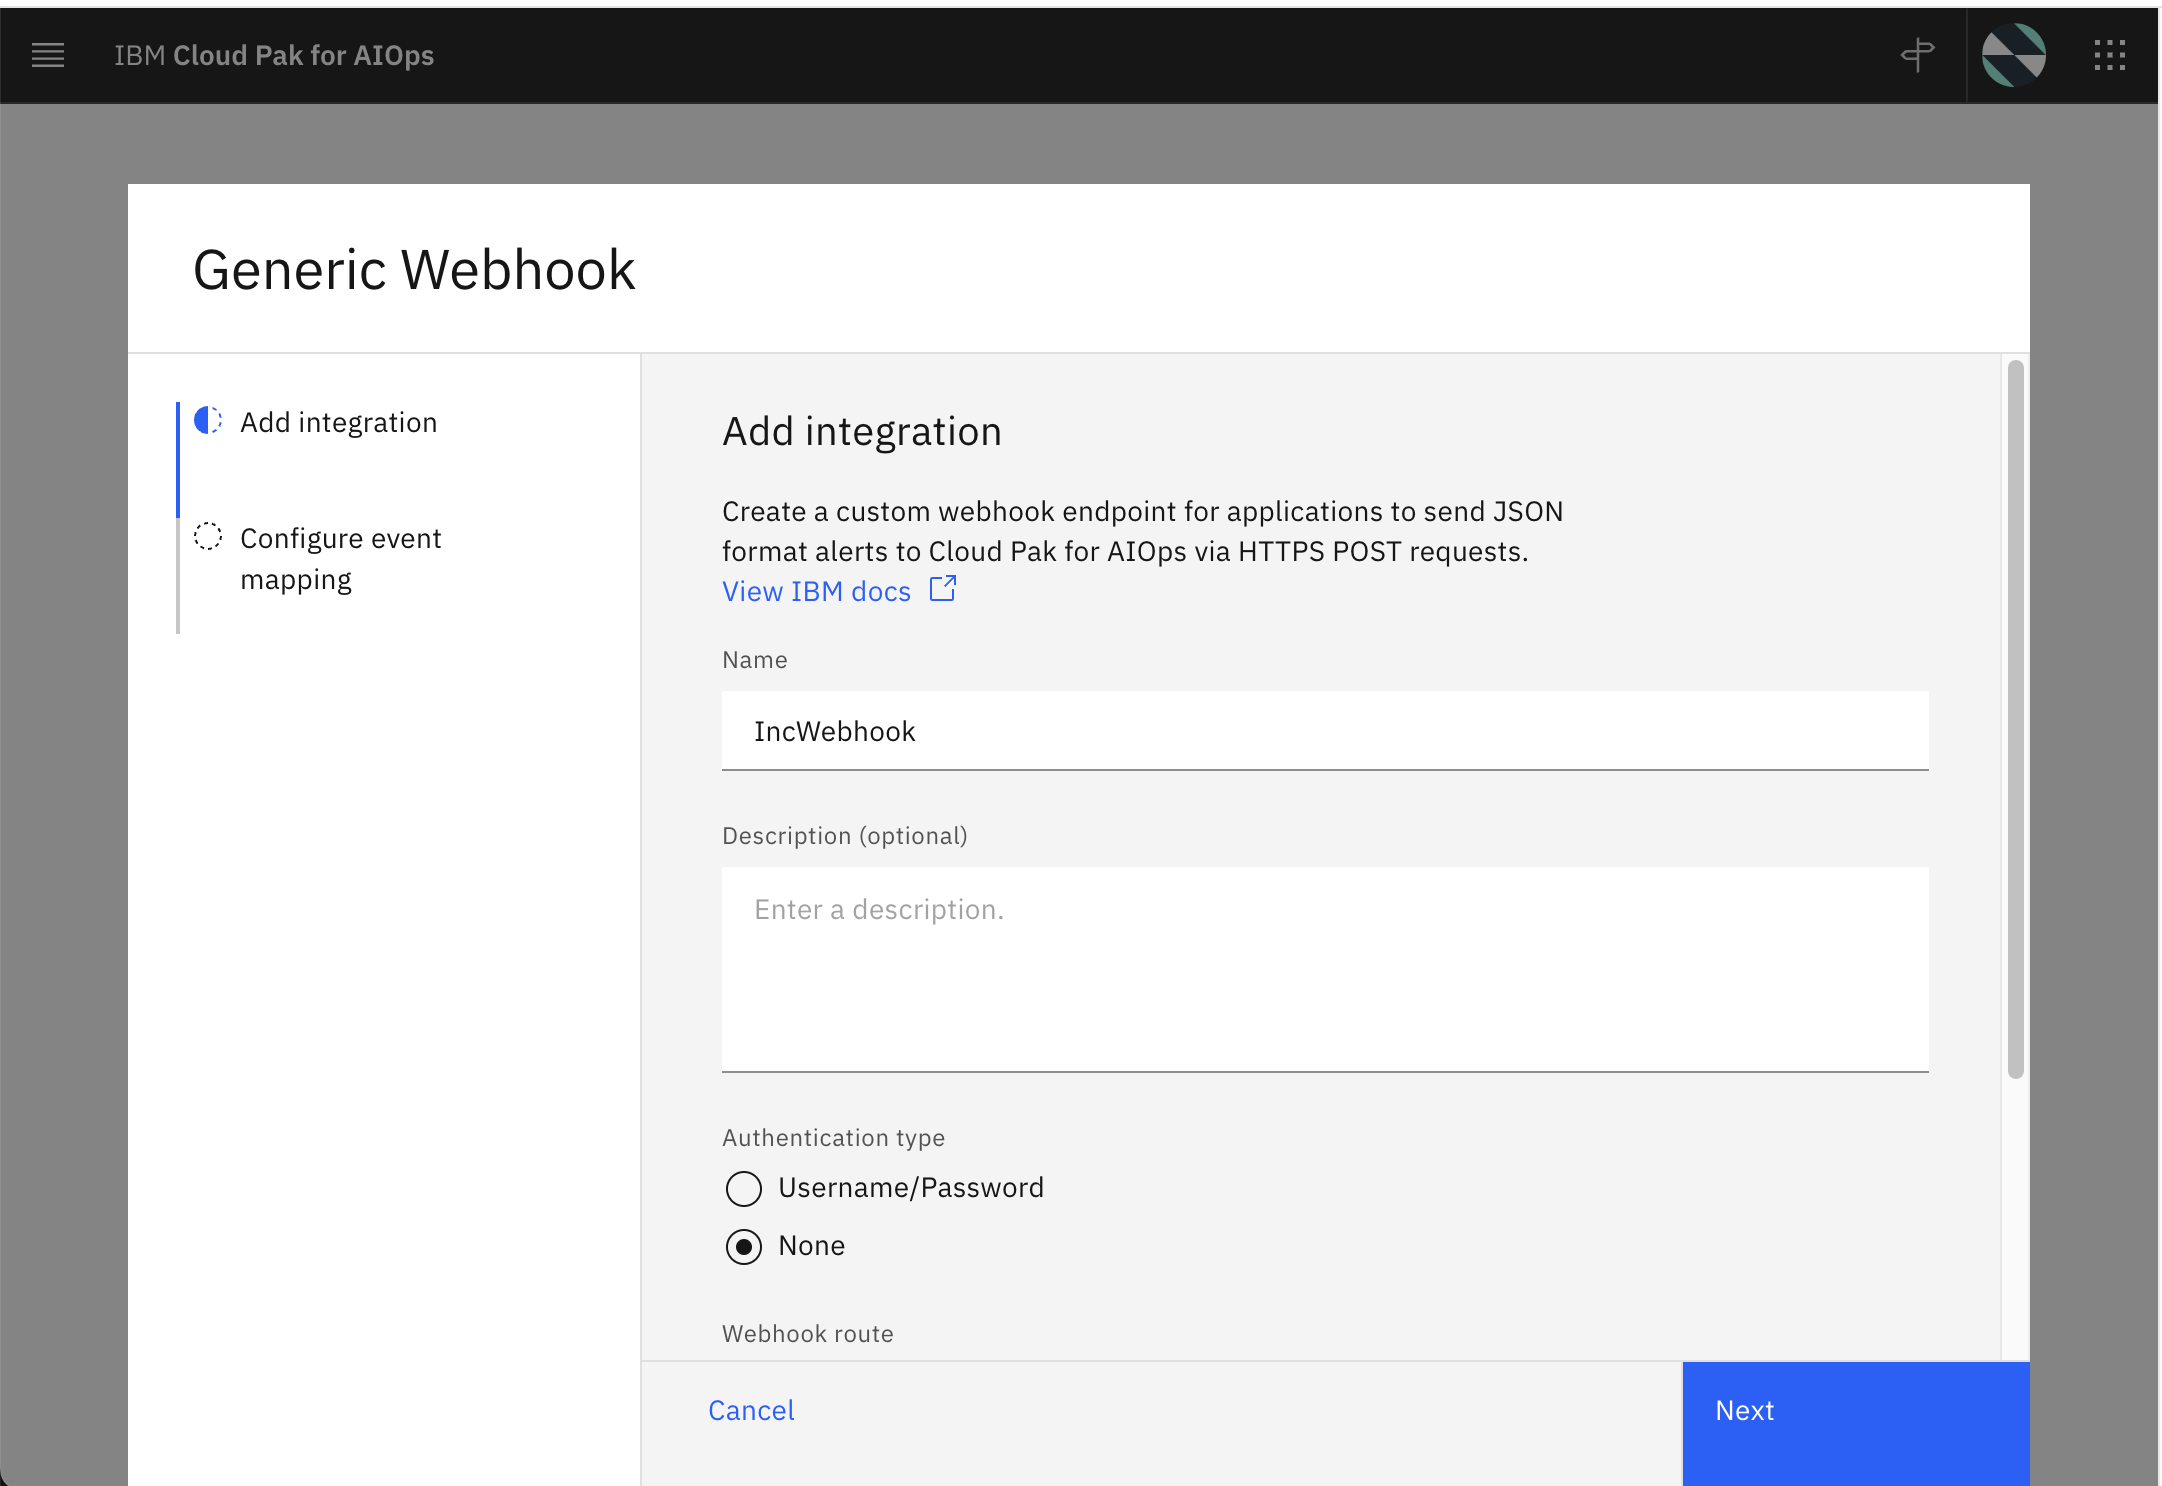 IBM Cloud Pak for AIOps
Generic Webhook
Add integration
Configure event
mapping
Add integration
Create a custom webhook endpoint for applications to send JSON
format alerts to Cloud Pak for AIOps via HTTPS POST requests.
View IBM docs
Name
IncWebhook
Description (optional)
Enter a description.
Authentication type
Username/Password
None
Webhook route
Cancel
Next